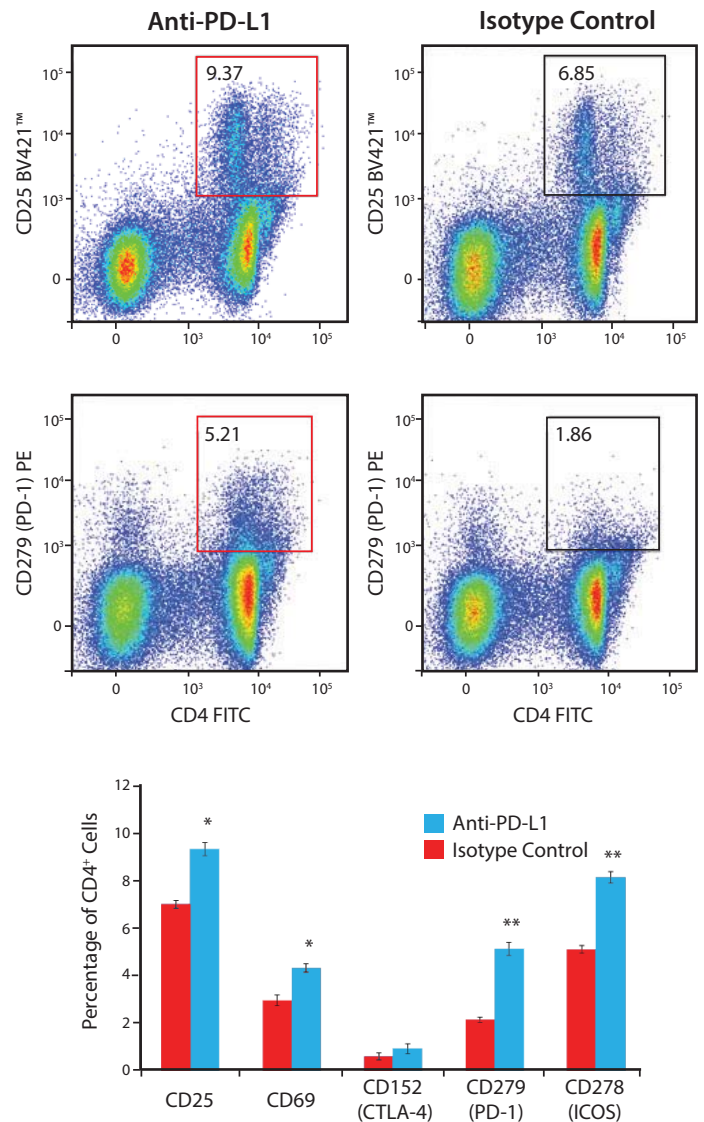 Anti-PD-L1
Isotype Control
CD25 BV421™
10⁵
10⁴
10³
0
9.37
0
10³
10⁴
10⁵
CD25 BV421™
10⁵
10⁴
10³
0
6.85
0
10³
10⁴
10⁵
CD279 (PD-1) PE
10⁵
10⁴
10³
0
5.21
0
10³
10⁴
10⁵
CD4 FITC
CD279 (PD-1) PE
10⁵
10⁴
10³
0
1.86
0
10³
10⁴
10⁵
CD4 FITC
Percentage of CD4⁺ Cells
12
10
8
6
4
2
0
Anti-PD-L1
Isotype Control
*
*
**
**
CD25
CD69
CD152
(CTLA-4)
CD279
(PD-1)
CD278
(ICOS)